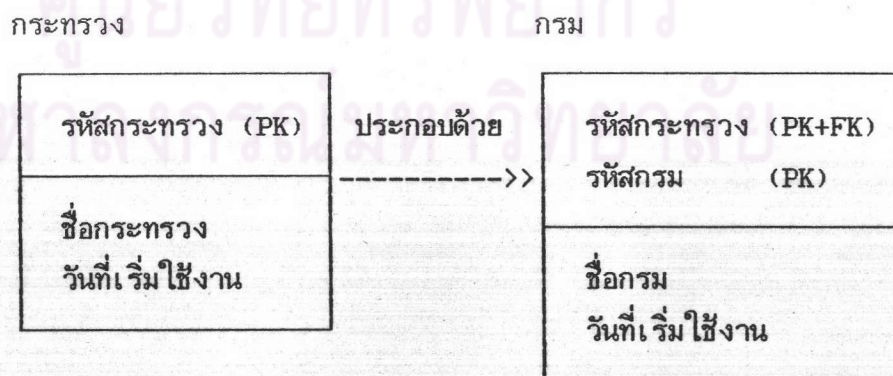 กระทรวง กรม
รหัสกระทรวง (PK)
ประกอบด้วย
------------>>
ชื่อกระทรวง
วันที่เริ่มใช้งาน
รหัสกระทรวง (PK+FK)
รหัสกรม (PK)
ชื่อกรม
วันที่เริ่มใช้งาน